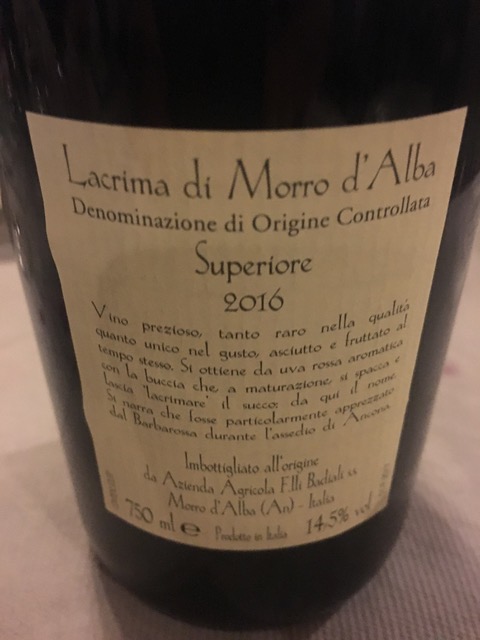 Lacrima di Morro d'Alba
Denominazione di Origine Controllata
Superiore
2016
Vino prezioso, tanto raro nella qualità
quanto unico nel gusto, asciutto e fruttato al
tempo stesso. Si ottiene da uva rossa aromatica
con la buccia che, a maturazione, si spacca e
lascia "lacrimare" il succo: da qui il nome.
Si narra che fosse particolarmente apprezzato
dal Barbarossa durante l'assedio di Ancona.
Imbottigliato all'origine
da Azienda Agricola F.lli Badiali s.s.
Morro d'Alba (An) - Italia
750 ml e Prodotto in Italia 14,5% vol